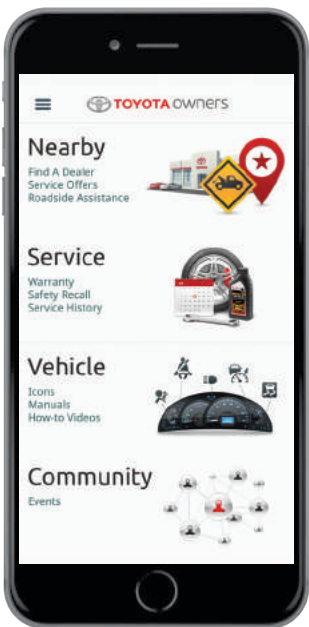 TOYOTA OWNERS
Nearby
Find A Dealer
Service Offers
Roadside Assistance
Service
Warranty
Safety Recall
Service History
Vehicle
Icons
Manuals
How-to Videos
Community
Events